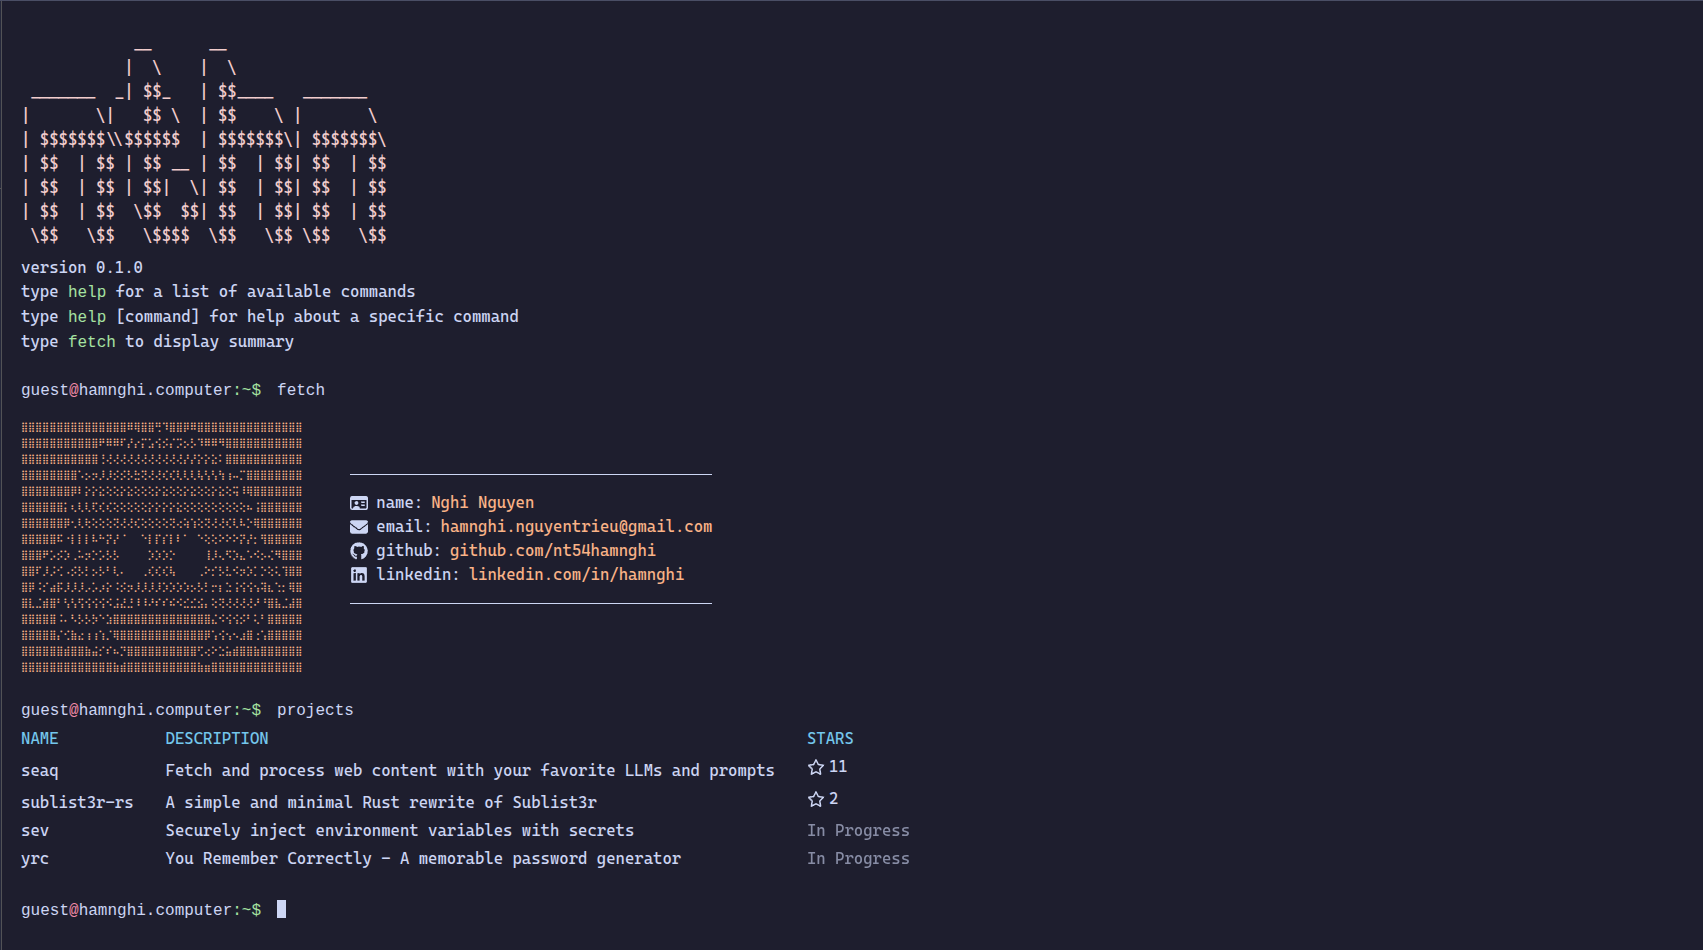 version 0.1.0
type help for a list of available commands
type help [command] for help about a specific command
type fetch to display summary
guest@hamnghi.computer:~$ fetch
name: Nghi Nguyen
email: hamnghi.nguyentrieu@gmail.com
github: github.com/nt54hamnghi
linkedin: linkedin.com/in/hamnghi
guest@hamnghi.computer:~$ projects
NAME DESCRIPTION STARS
seaq Fetch and process web content with your favorite LLMs and prompts 11
sublist3r-rs A simple and minimal Rust rewrite of Sublist3r 2
sev Securely inject environment variables with secrets In Progress
yrc You Remember Correctly - A memorable password generator In Progress
guest@hamnghi.computer:~$